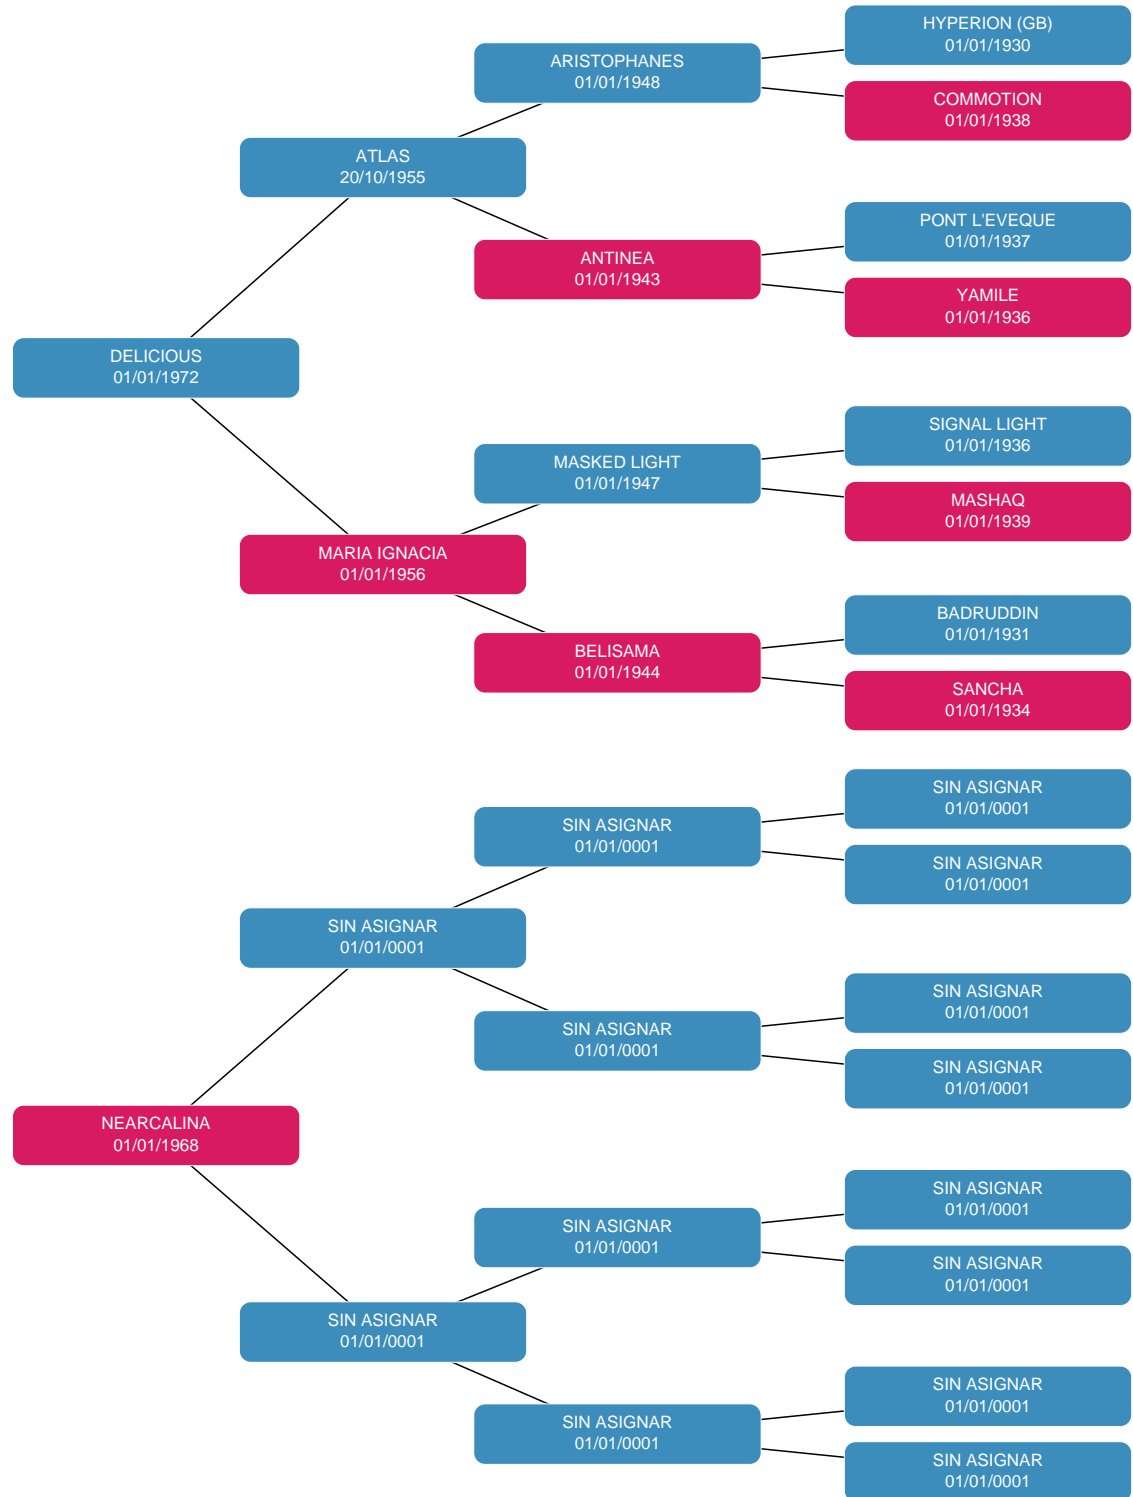 HYPERION (GB)
01/01/1930
ARISTOPHANES
01/01/1948
COMMOTION
01/01/1938
ATLAS
20/10/1955
PONT L'EVEQUE
01/01/1937
ANTINEA
01/01/1943
YAMILE
01/01/1936
DELICIOUS
01/01/1972
SIGNAL LIGHT
01/01/1936
MASKED LIGHT
01/01/1947
MASHAQ
01/01/1939
MARIA IGNACIA
01/01/1956
BADRUDDIN
01/01/1931
BELISAMA
01/01/1944
SANCHA
01/01/1934
SIN ASIGNAR
01/01/0001
SIN ASIGNAR
01/01/0001
SIN ASIGNAR
01/01/0001
SIN ASIGNAR
01/01/0001
SIN ASIGNAR
01/01/0001
SIN ASIGNAR
01/01/0001
SIN ASIGNAR
01/01/0001
NEARCALINA
01/01/1968
SIN ASIGNAR
01/01/0001
SIN ASIGNAR
01/01/0001
SIN ASIGNAR
01/01/0001
SIN ASIGNAR
01/01/0001
SIN ASIGNAR
01/01/0001
SIN ASIGNAR
01/01/0001
SIN ASIGNAR
01/01/0001